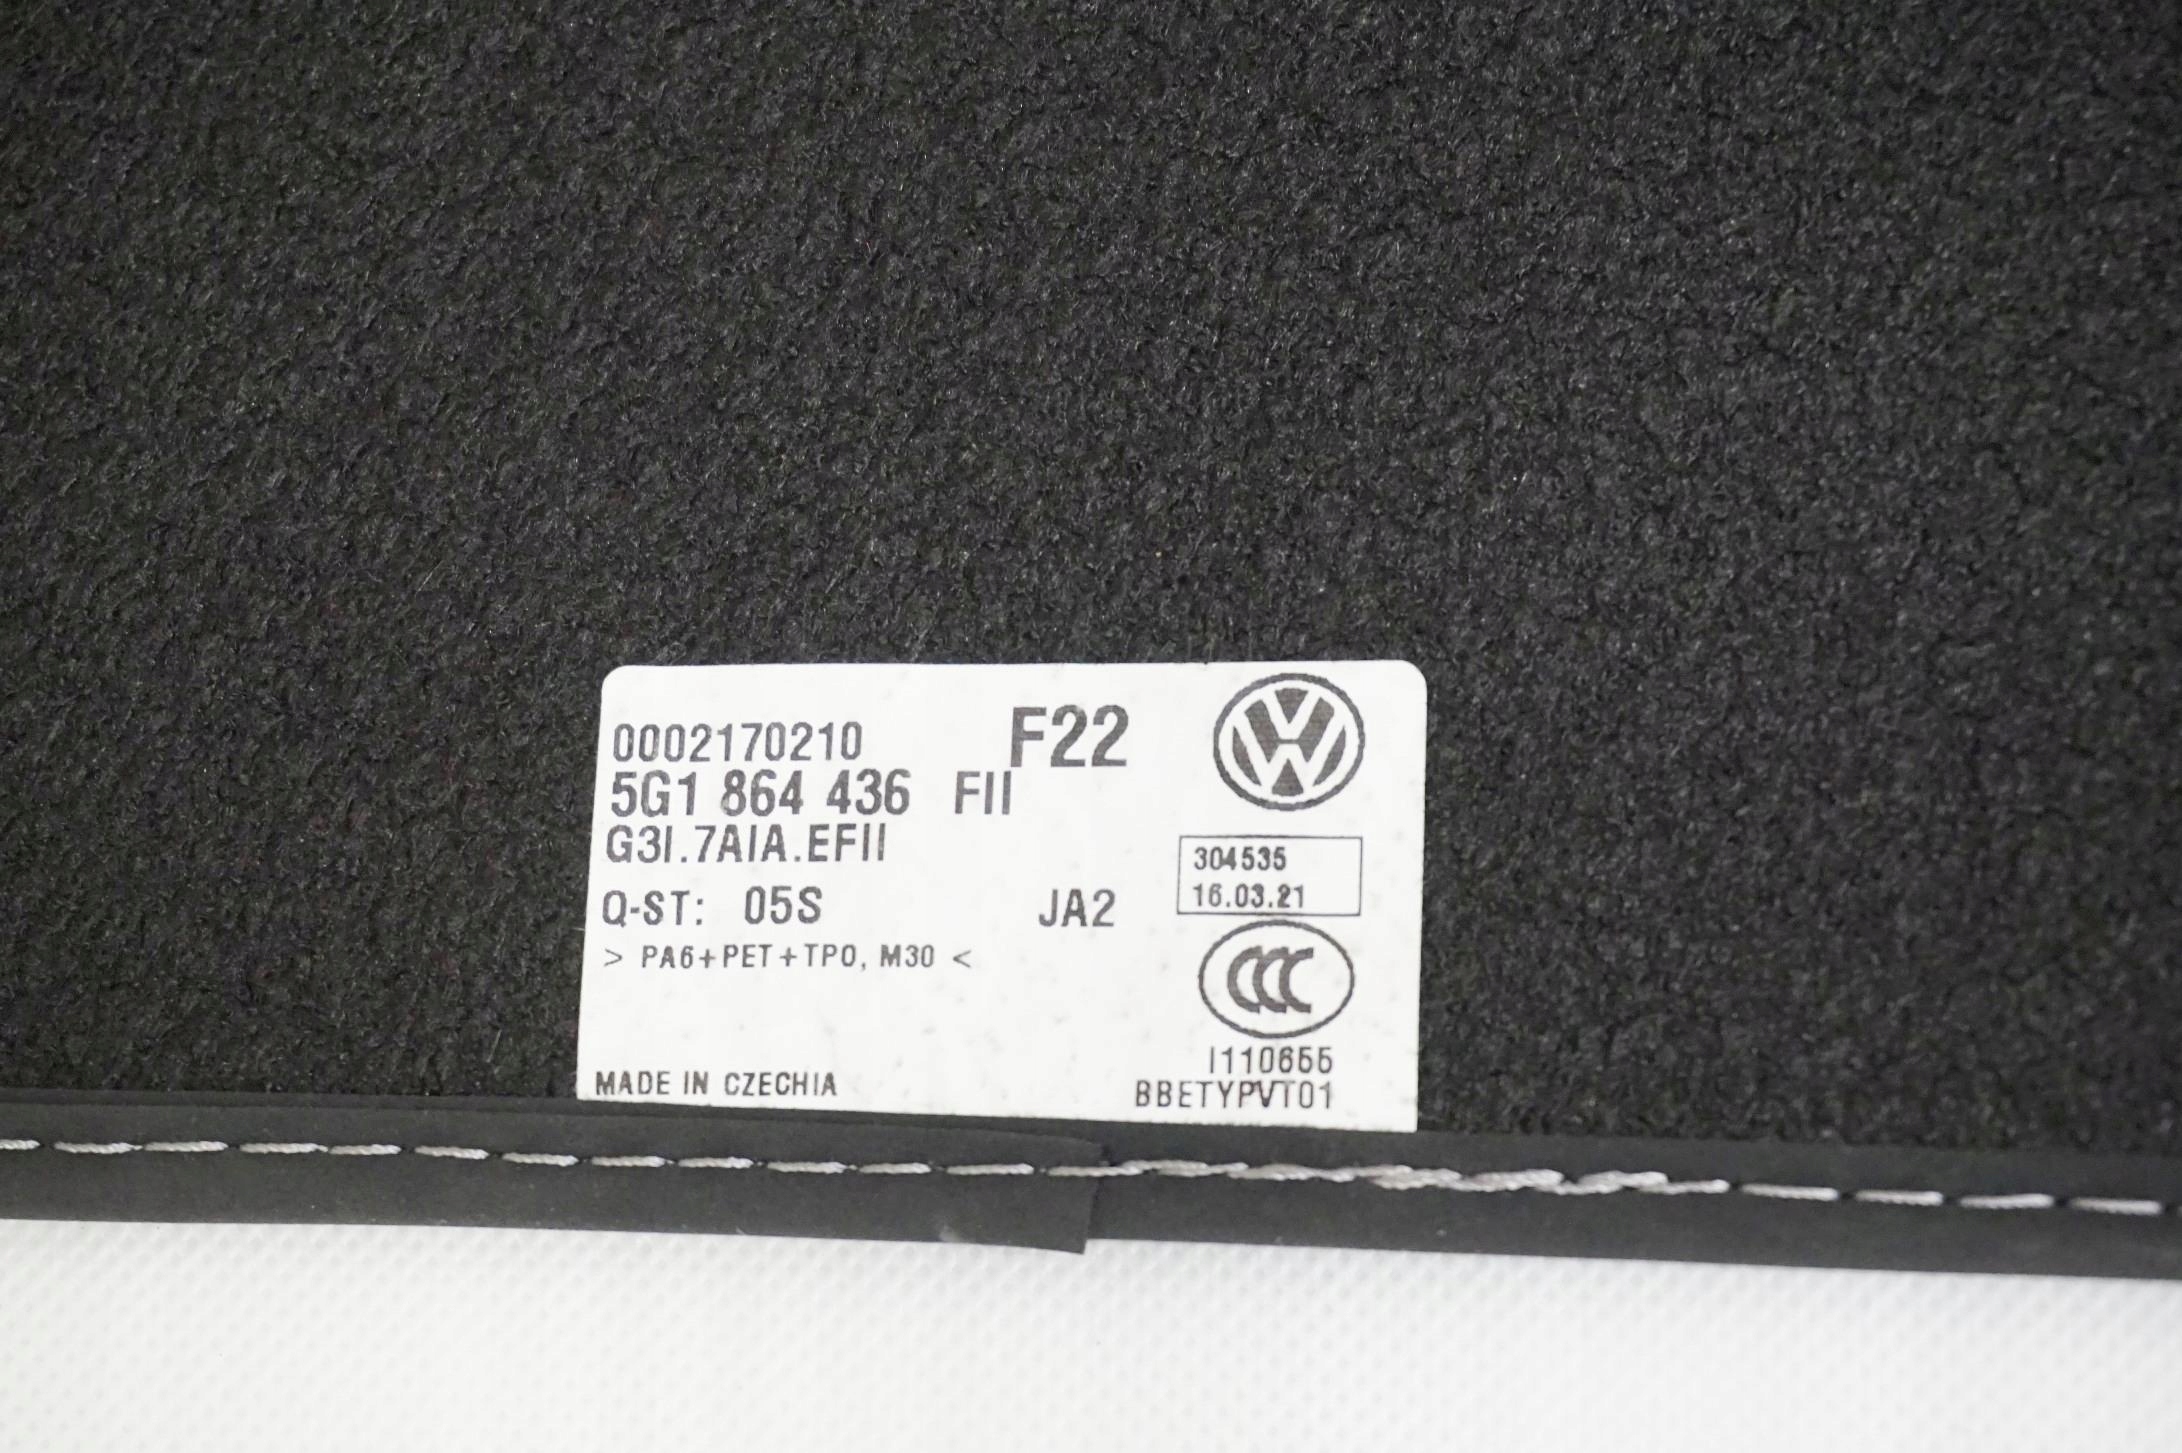 0002170210 F22
5G1 864 436 FII
G3I.7AIA.EFII
304535
16.03.21
Q-ST: 05S JA2
> PA6+PET+TPO, M30 <
CCC
I110655
MADE IN CZECHIA BBETYPVT01